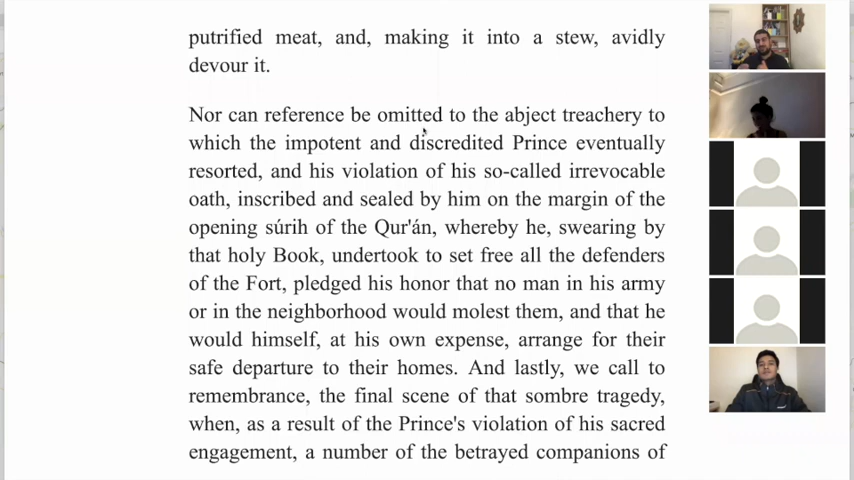 putrified meat, and, making it into a stew, avidly
devour it.
Nor can reference be omitted to the abject treachery to
which the impotent and discredited Prince eventually
resorted, and his violation of his so-called irrevocable
oath, inscribed and sealed by him on the margin of the
opening súrih of the Qur'án, whereby he, swearing by
that holy Book, undertook to set free all the defenders
of the Fort, pledged his honor that no man in his army
or in the neighborhood would molest them, and that he
would himself, at his own expense, arrange for their
safe departure to their homes. And lastly, we call to
remembrance, the final scene of that sombre tragedy,
when, as a result of the Prince's violation of his sacred
engagement, a number of the betrayed companions of